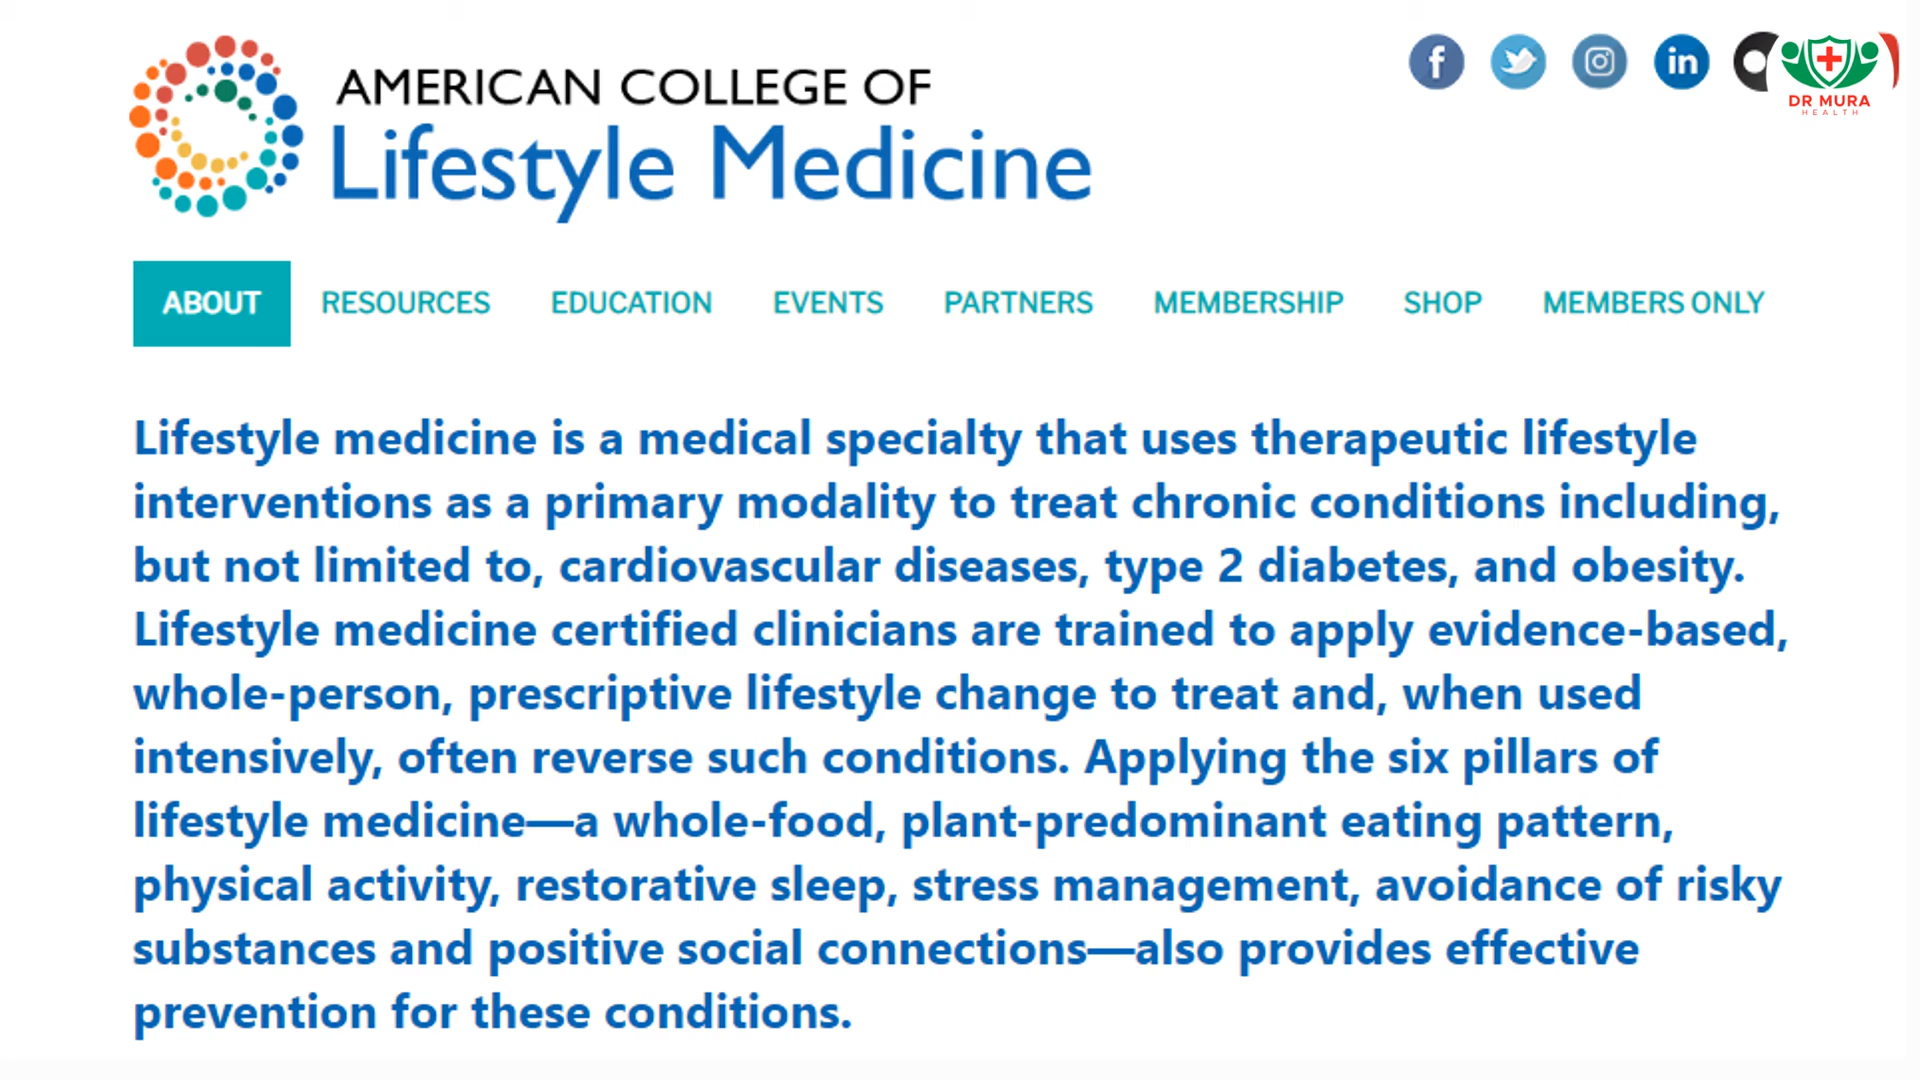 AMERICAN COLLEGE OF
Lifestyle Medicine
f
in
DR MURA
HEALTH
ABOUT RESOURCES EDUCATION EVENTS PARTNERS MEMBERSHIP SHOP MEMBERS ONLY
Lifestyle medicine is a medical specialty that uses therapeutic lifestyle
interventions as a primary modality to treat chronic conditions including,
but not limited to, cardiovascular diseases, type 2 diabetes, and obesity.
Lifestyle medicine certified clinicians are trained to apply evidence-based,
whole-person, prescriptive lifestyle change to treat and, when used
intensively, often reverse such conditions. Applying the six pillars of
lifestyle medicine—a whole-food, plant-predominant eating pattern,
physical activity, restorative sleep, stress management, avoidance of risky
substances and positive social connections—also provides effective
prevention for these conditions.